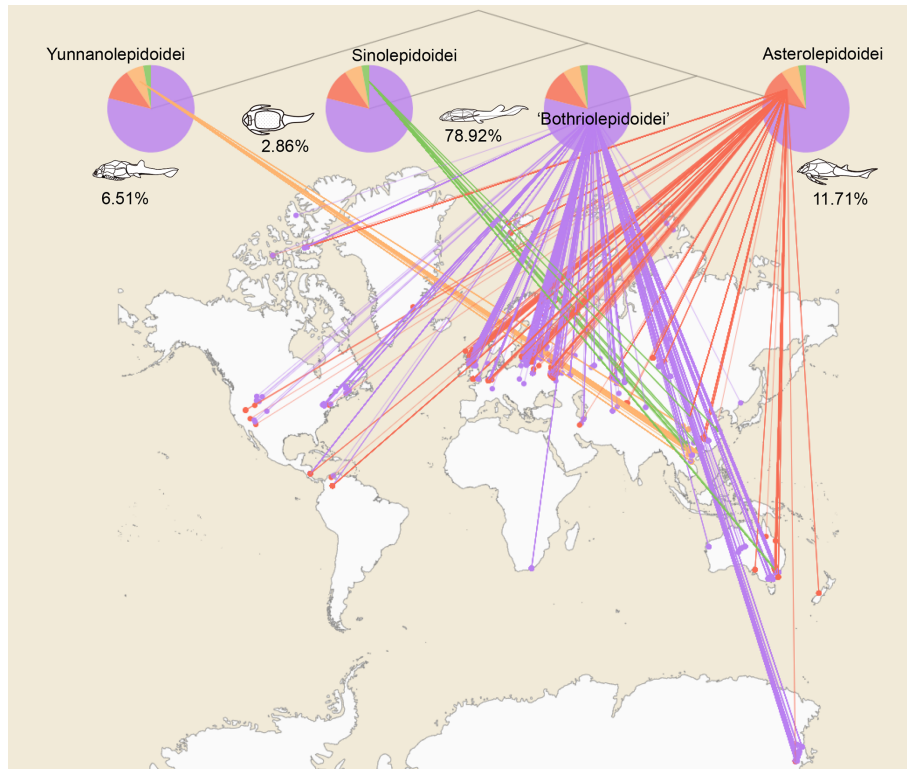 Yunnanolepidoidei
Sinolepidoidei
Asterolepidoidei
'Bothriolepidoidei'
2.86%
78.92%
6.51%
11.71%